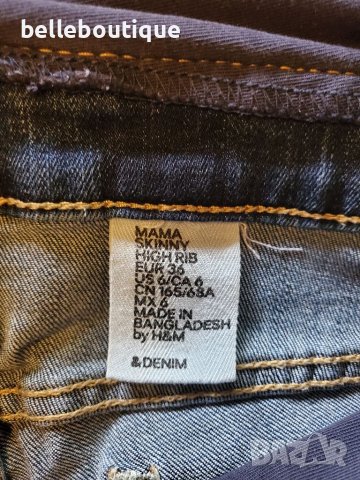 belleboutique
MAMA
SKINNY
HIGH RIB
EUR 36
US 6/CA 6
CN 165/68A
MX 6
MADE IN
BANGLADESH
by H&M
&DENIM
BAZAR